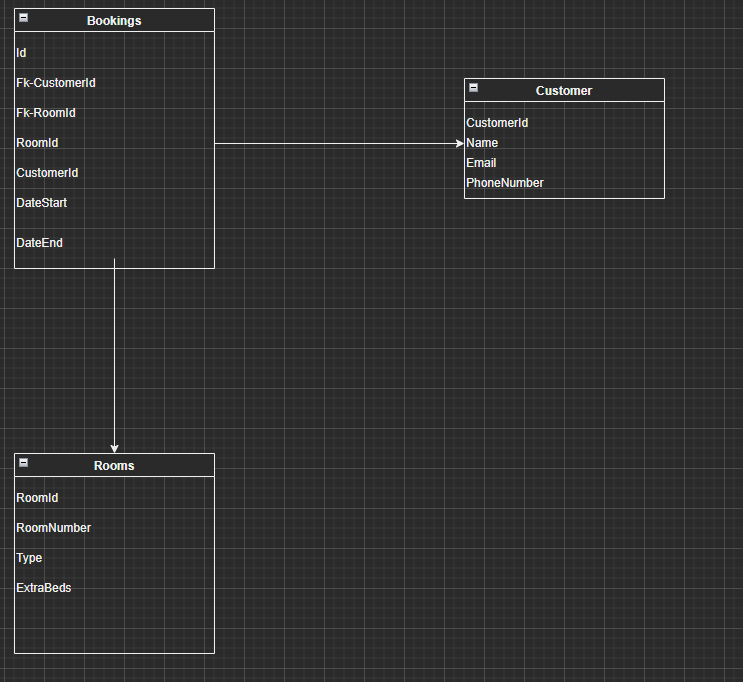 Bookings
Id
Fk-CustomerId
Fk-RoomId
RoomId
CustomerId
DateStart
DateEnd
Customer
CustomerId
Name
Email
PhoneNumber
Rooms
RoomId
RoomNumber
Type
ExtraBeds